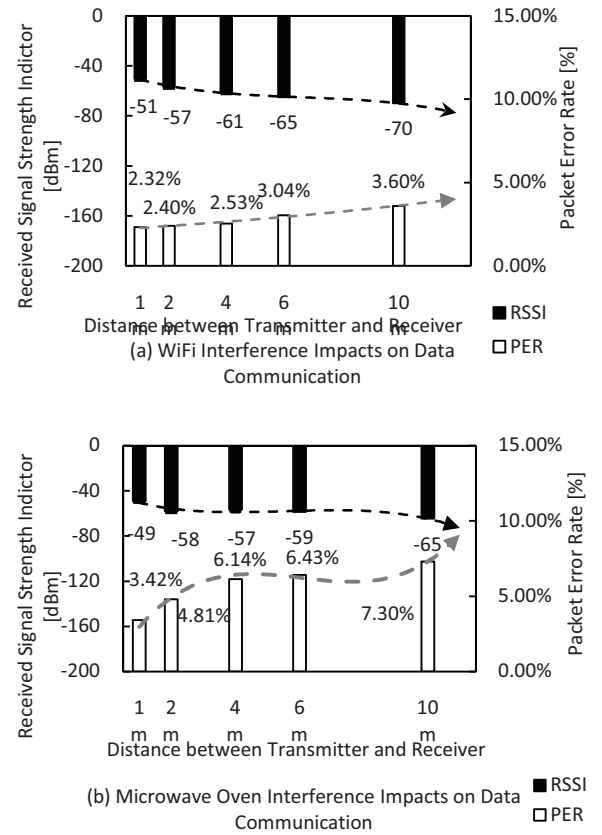 0
-40
-80
-120
-160
-200
15.00%
10.00%
5.00%
0.00%
Received Signal Strength Indictor
[dBm]
Packet Error Rate [%]
-51
-57
-61
-65
-70
2.32%
2.40%
2.53%
3.04%
3.60%
1 m
2 m
4 m
6 m
10 m
Distance between Transmitter and Receiver
RSSI
PER
(a) WiFi Interference Impacts on Data
Communication
0
-40
-80
-120
-160
-200
15.00%
10.00%
5.00%
0.00%
Received Signal Strength Indictor
[dBm]
Packet Error Rate [%]
-49
-58
-57
-59
-65
3.42%
4.81%
6.14%
6.43%
7.30%
1 m
2 m
4 m
6 m
10 m
Distance between Transmitter and Receiver
RSSI
PER
(b) Microwave Oven Interference Impacts on Data
Communication